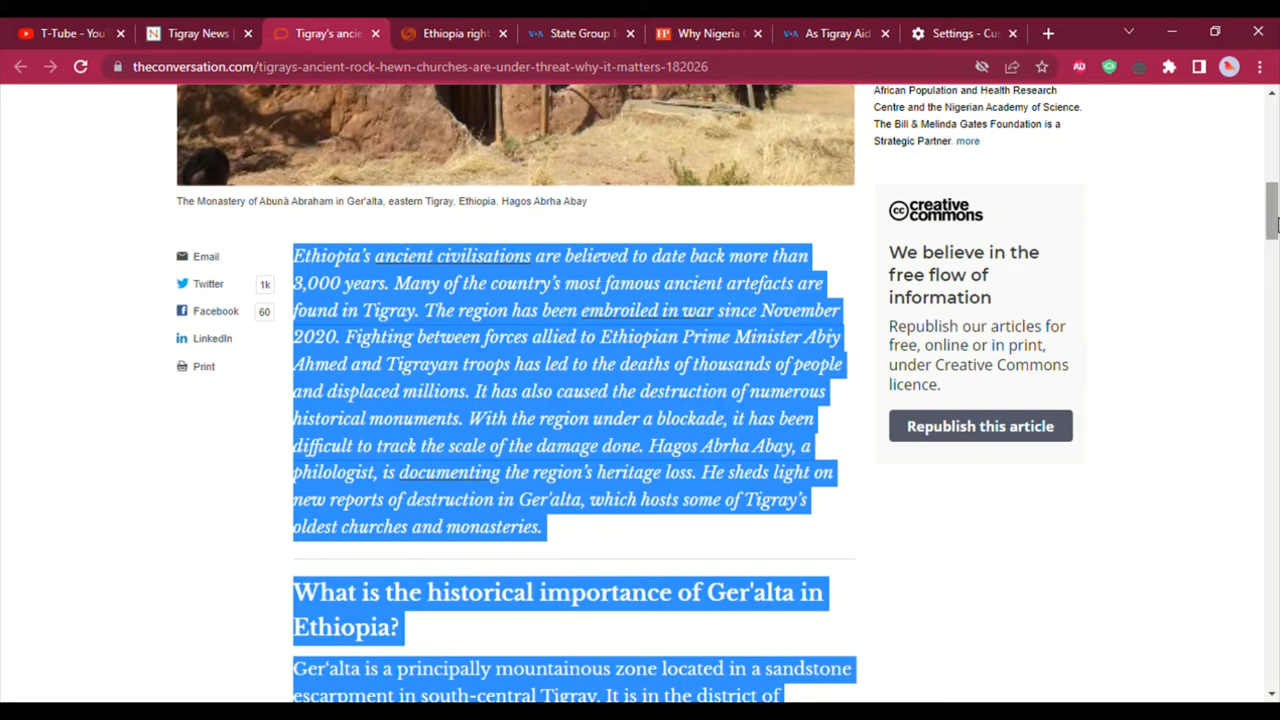 T-Tube - You
Tigray News |
Tigray's ancie
Ethiopia right
State Group I
Why Nigeria
As Tigray Aid
Settings - Cus
theconversation.com/tigrays-ancient-rock-hewn-churches-are-under-threat-why-it-matters-182026
African Population and Health Research
Centre and the Nigerian Academy of Science.
The Bill & Melinda Gates Foundation is a
Strategic Partner. more
The Monastery of Abunä Abraham in Ger'alta, eastern Tigray, Ethiopia. Hagos Abrha Abay
Email
Twitter 1k
Facebook 60
LinkedIn
Print
Ethiopia's ancient civilisations are believed to date back more than
3,000 years. Many of the country's most famous ancient artefacts are
found in Tigray. The region has been embroiled in war since November
2020. Fighting between forces allied to Ethiopian Prime Minister Abiy
Ahmed and Tigrayan troops has led to the deaths of thousands of people
and displaced millions. It has also caused the destruction of numerous
historical monuments. With the region under a blockade, it has been
difficult to track the scale of the damage done. Hagos Abrha Abay, a
philologist, is documenting the region's heritage loss. He sheds light on
new reports of destruction in Ger'alta, which hosts some of Tigray's
oldest churches and monasteries.
What is the historical importance of Ger'alta in
Ethiopia?
Ger‘alta is a principally mountainous zone located in a sandstone
escarpment in south-central Tigray. It is in the district of
cc creative commons
We believe in the
free flow of
information
Republish our articles for
free, online or in print,
under Creative Commons
licence.
Republish this article